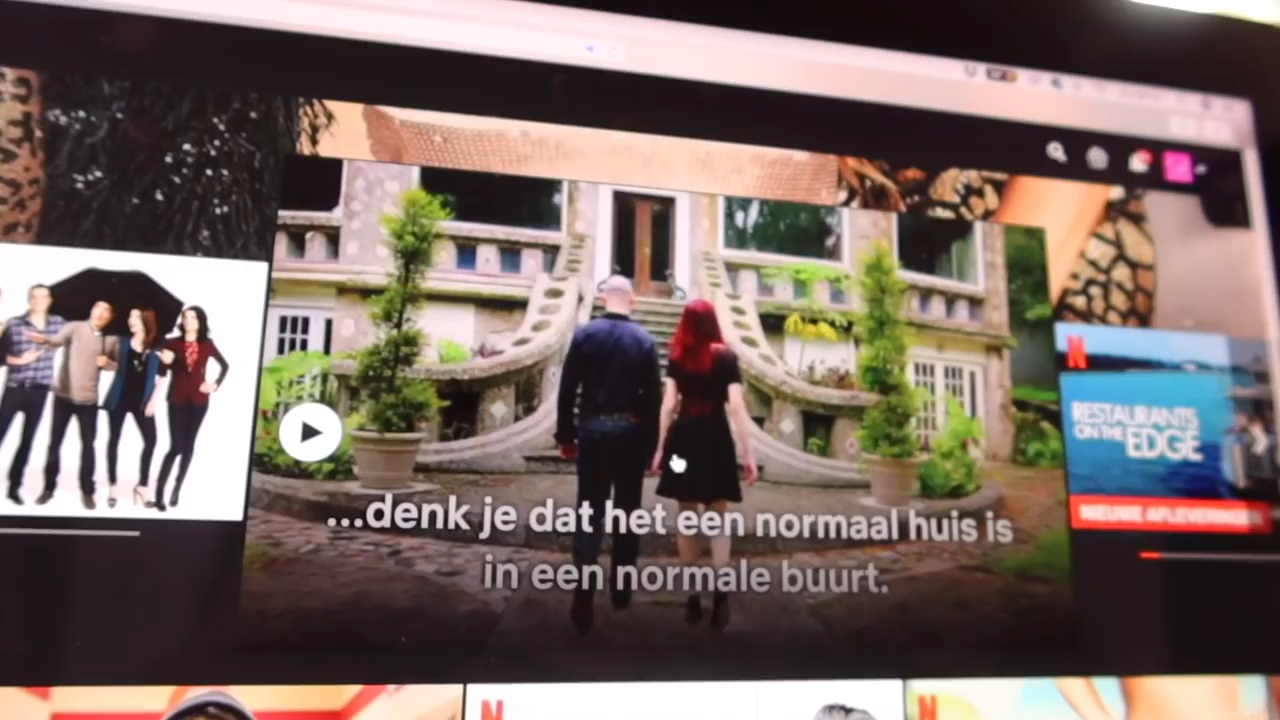 ...denk je dat het een normaal huis is
in een normale buurt.
N
RESTAURANTS
ON THE EDGE
NIEUWE AFLEVERINGEN
N
N